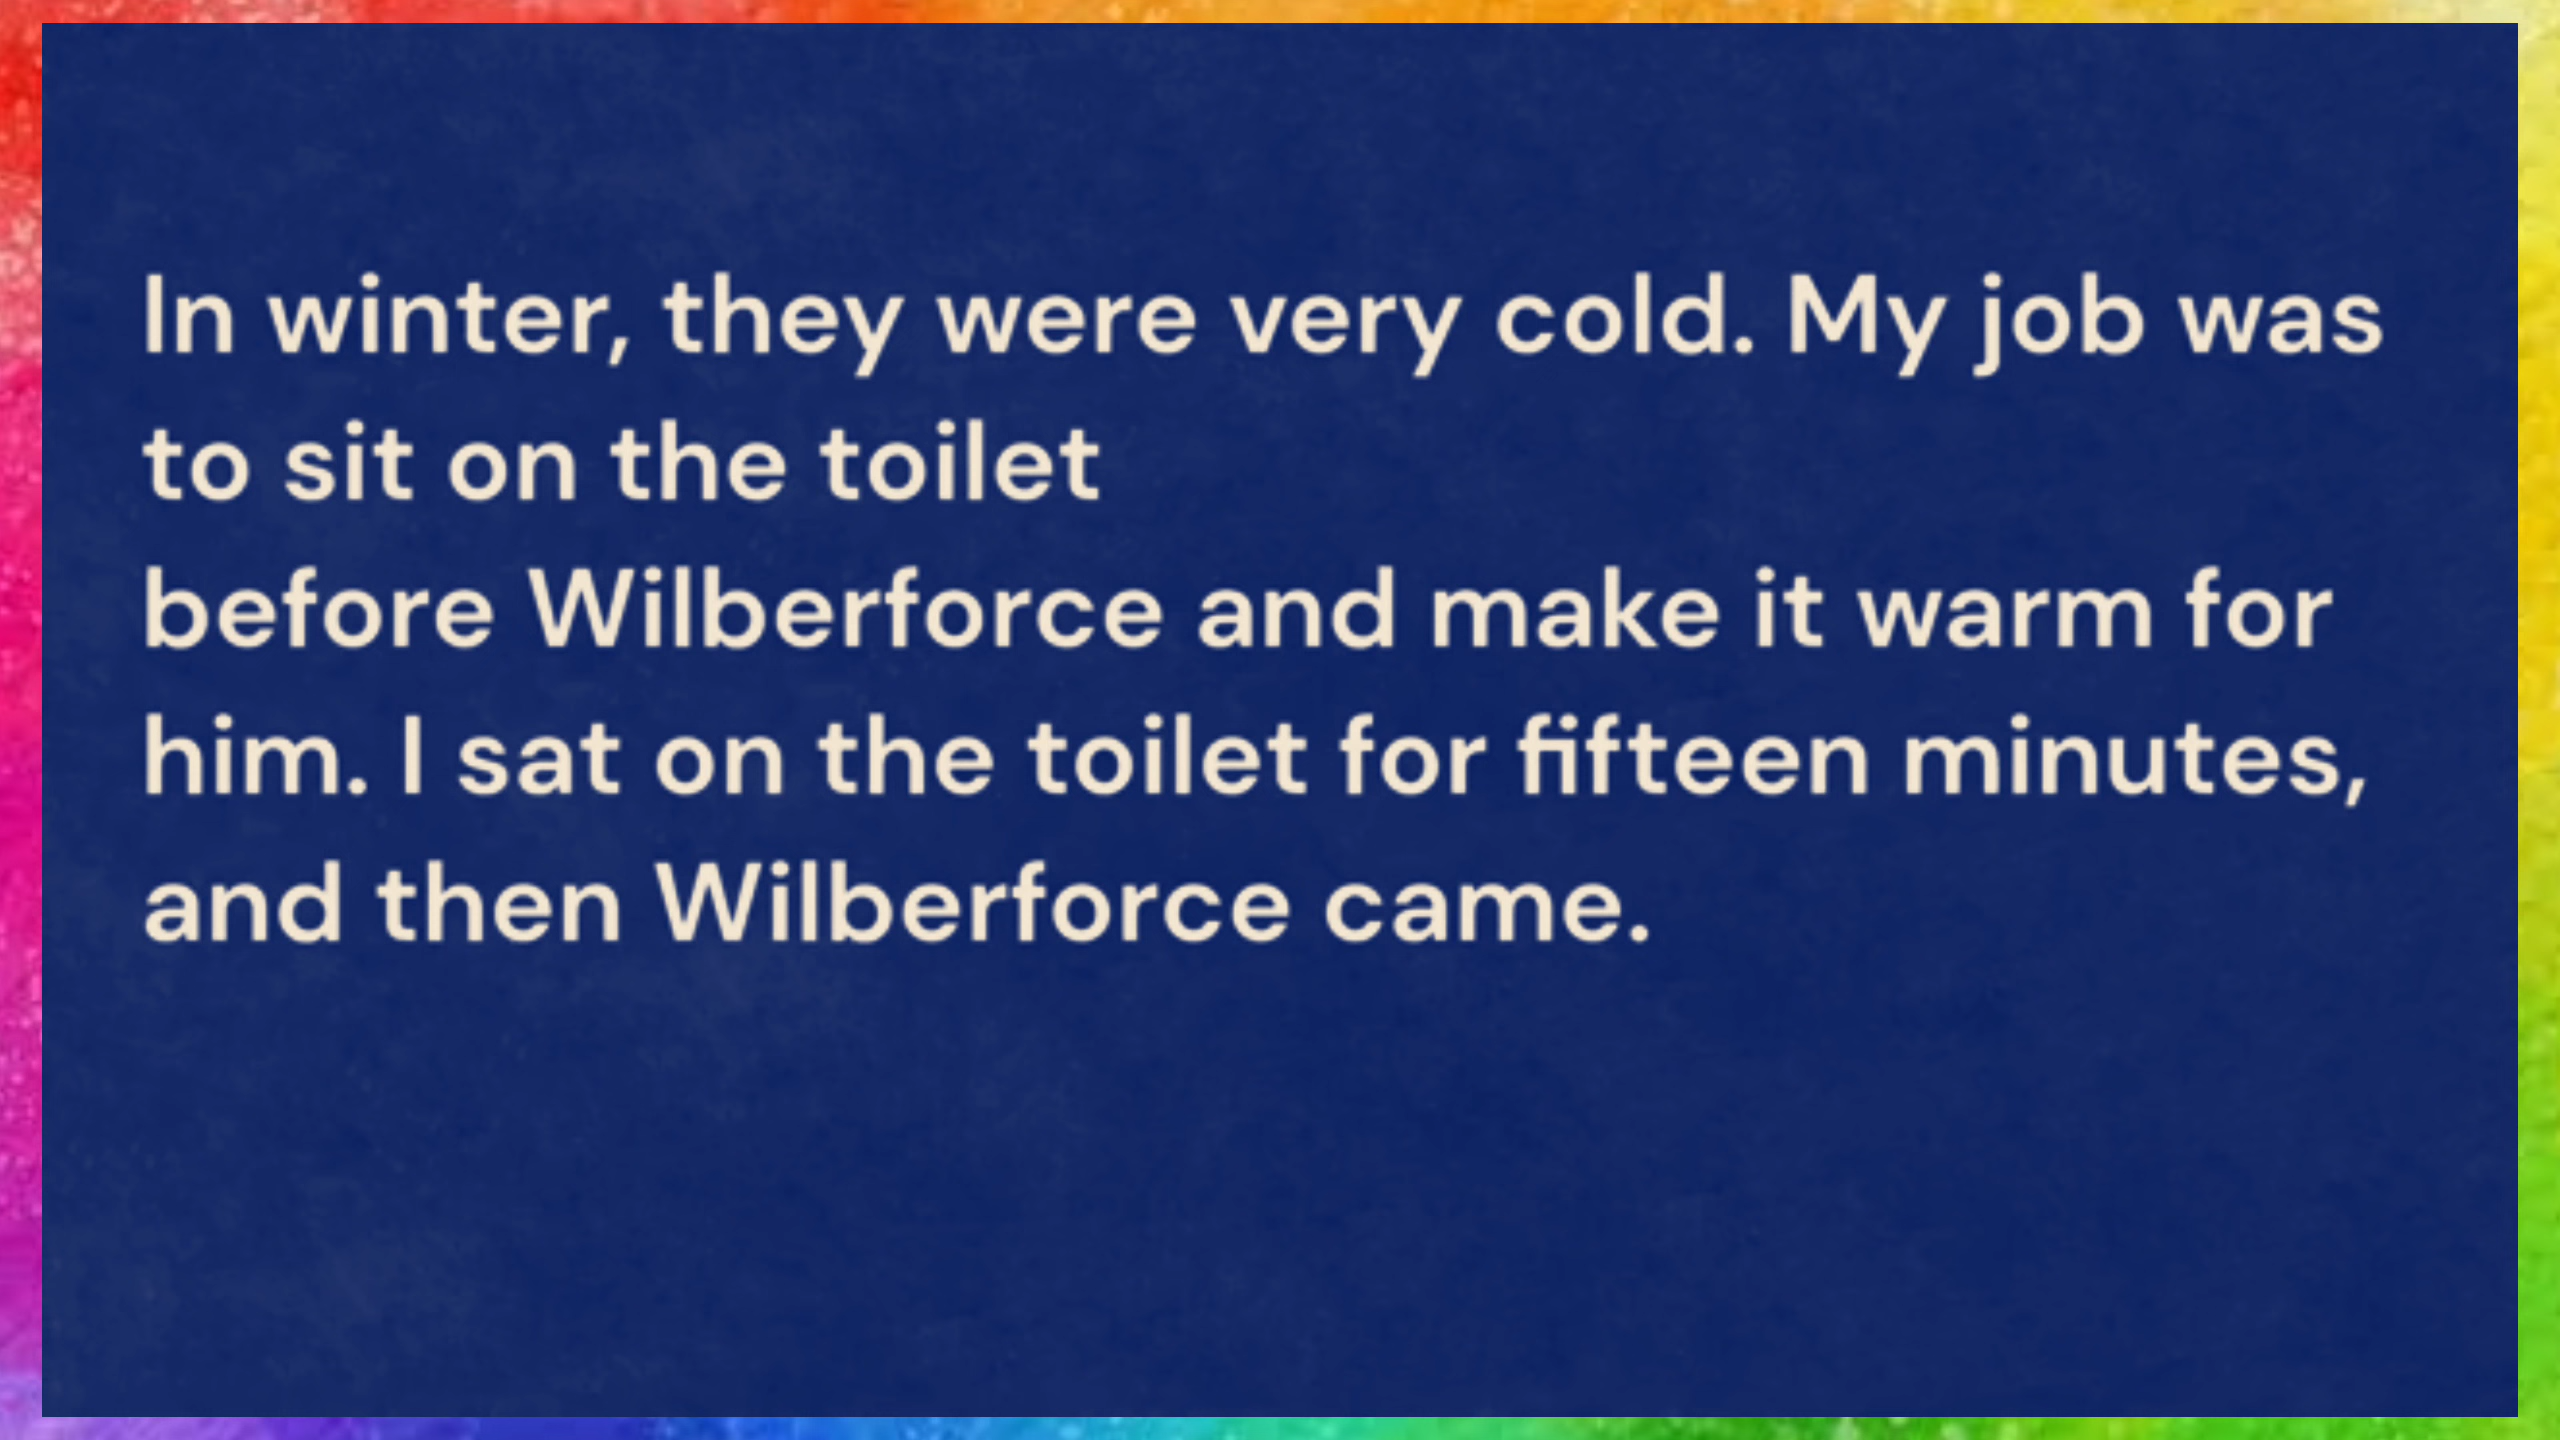 In winter, they were very cold. My job was
to sit on the toilet
before Wilberforce and make it warm for
him. I sat on the toilet for fifteen minutes,
and then Wilberforce came.